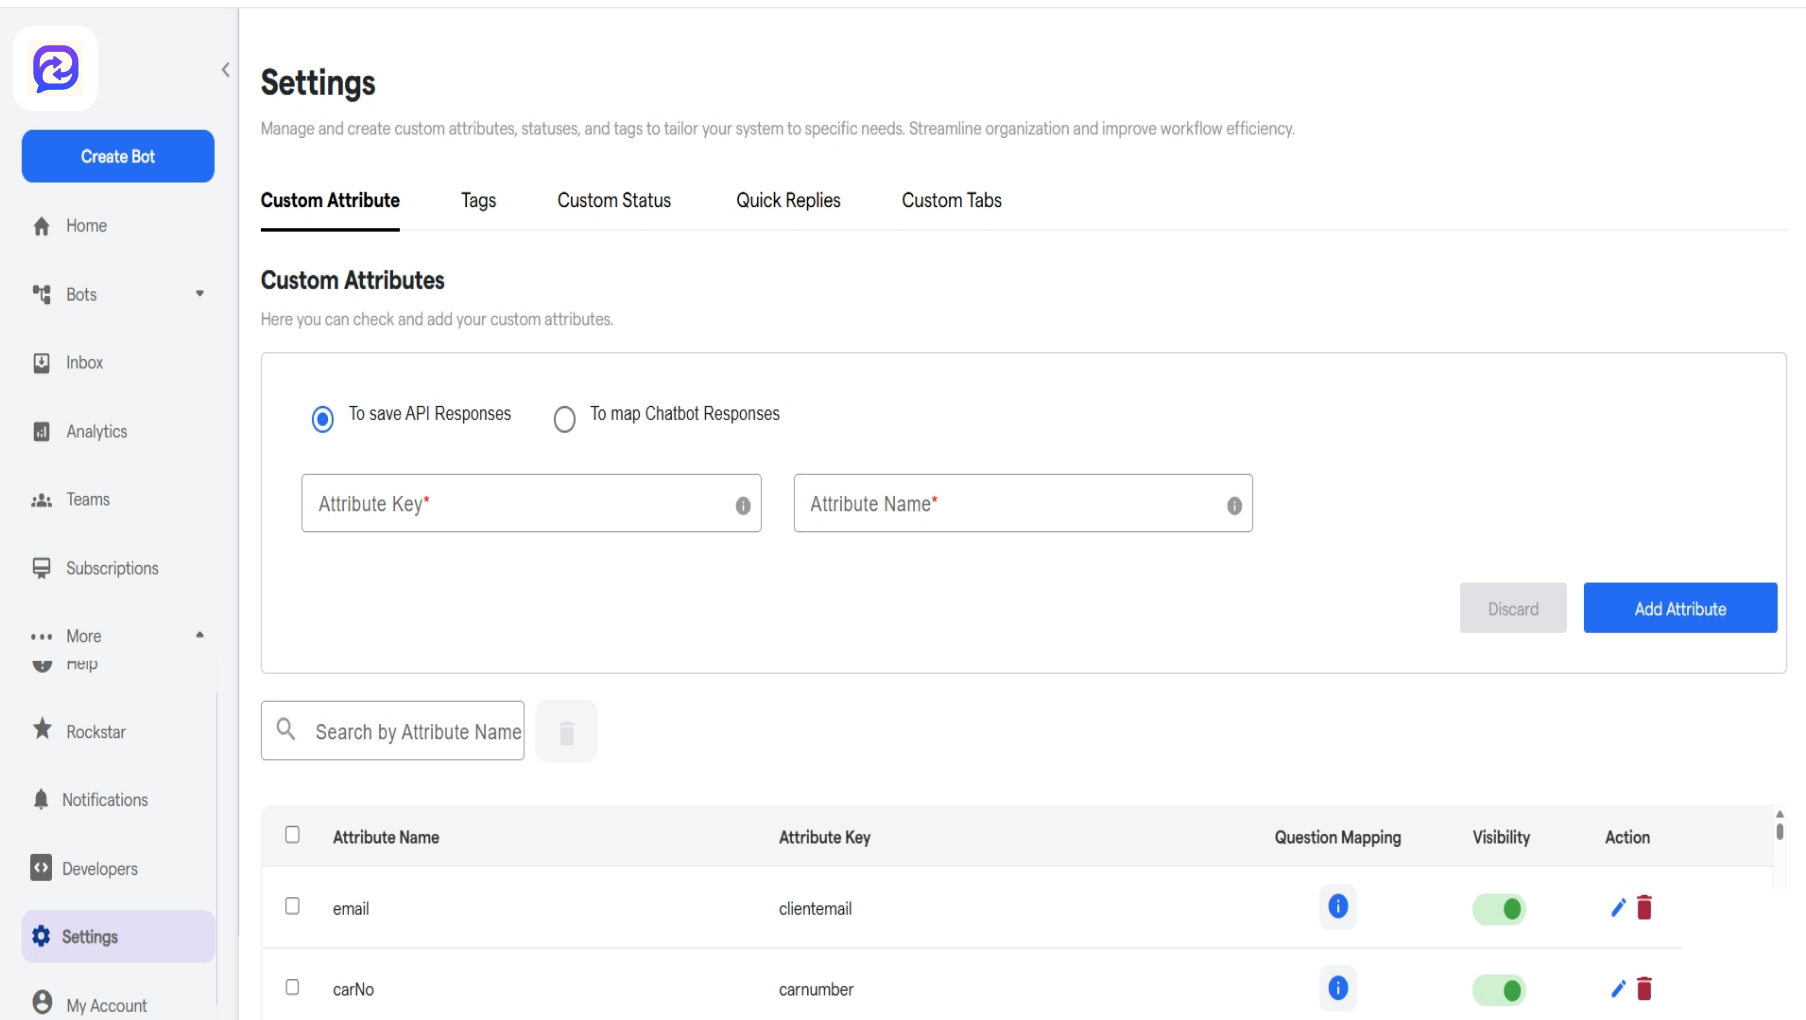 Create Bot
Home
Bots
Inbox
Analytics
Teams
Subscriptions
More
Help
Rockstar
Notifications
Developers
Settings
My Account
Settings
Manage and create custom attributes, statuses, and tags to tailor your system to specific needs. Streamline organization and improve workflow efficiency.
Custom Attribute Tags Custom Status Quick Replies Custom Tabs
Custom Attributes
Here you can check and add your custom attributes.
To save API Responses To map Chatbot Responses
Attribute Key* Attribute Name*
Discard Add Attribute
Search by Attribute Name
Attribute Name Attribute Key Question Mapping Visibility Action
email clientemail
carNo carnumber